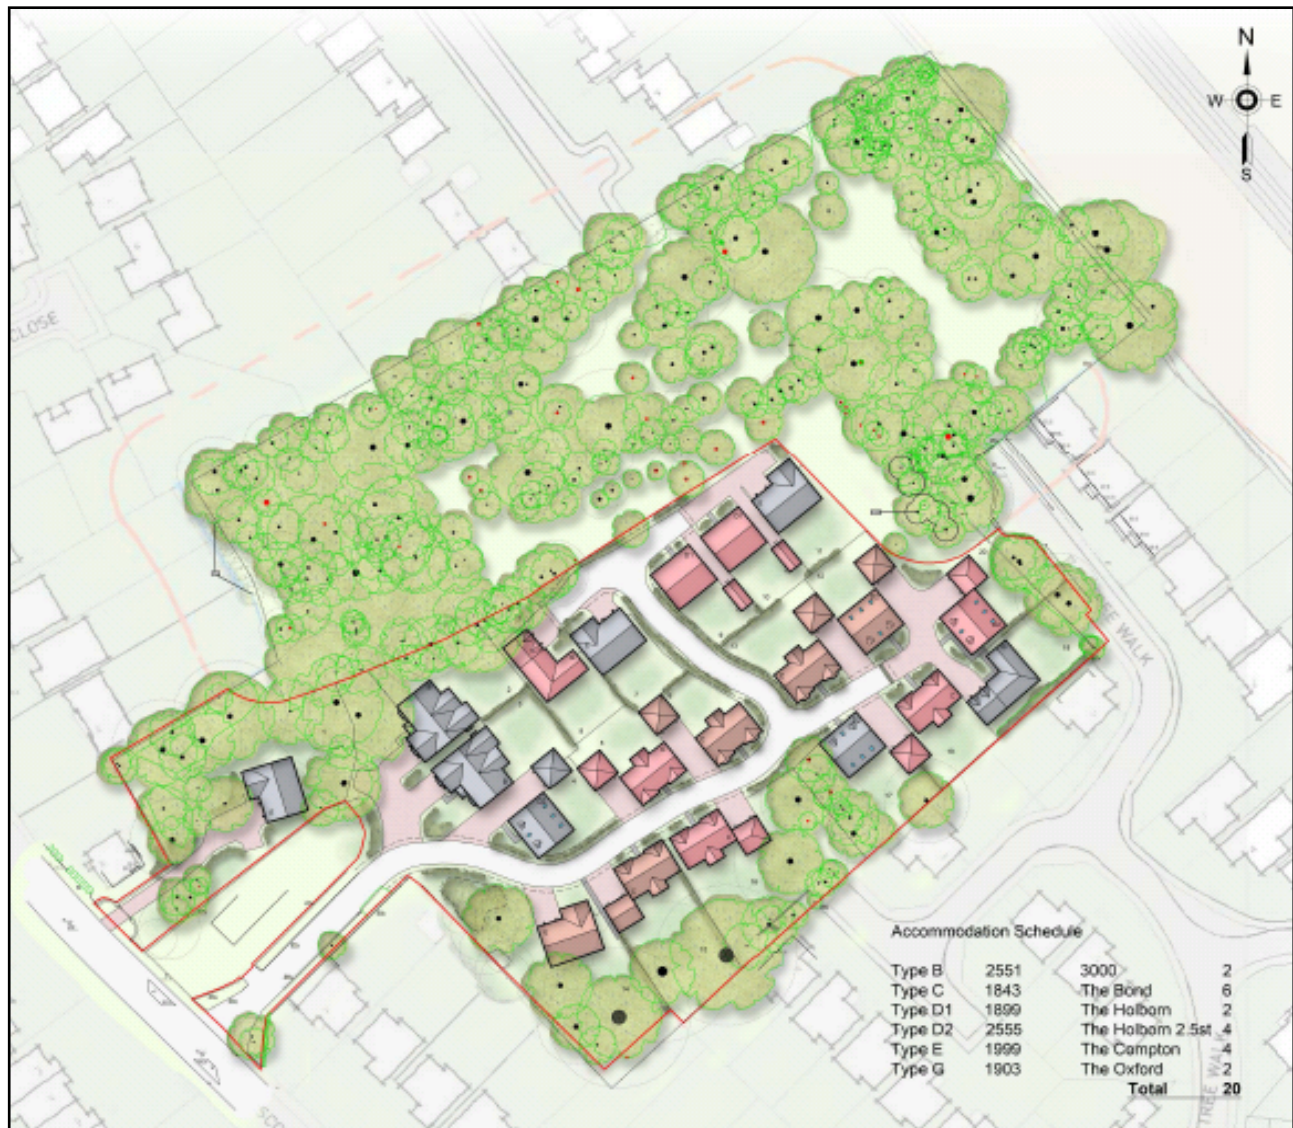 N
W E
S
CLOSE
WALK
Accommodation Schedule
Type B 2551 3000 2
Type C 1843 The Bond 6
Type D1 1899 The Holborn 2
Type D2 2555 The Holborn 2.5st 4
Type E 1999 The Compton 4
Type G 1903 The Oxford 2
Total 20
TREE WALK